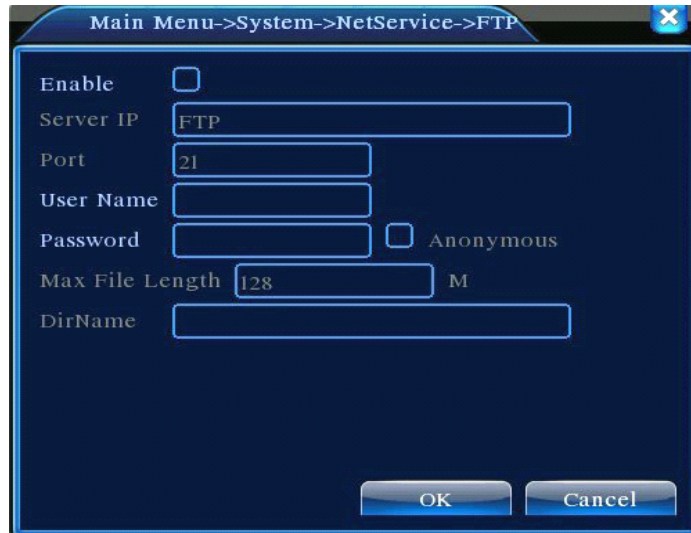 Main Menu->System->NetService->FTP
Enable
Server IP FTP
Port 21
User Name
Password Anonymous
Max File Length 128 M
DirName
OK Cancel